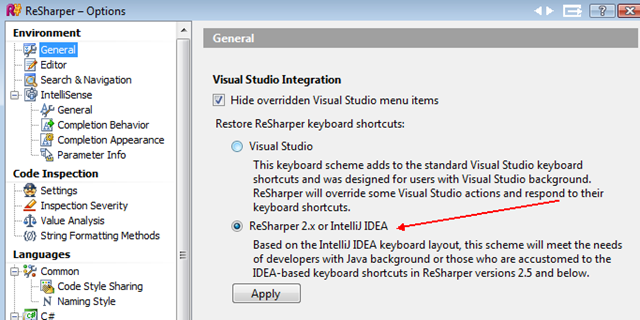 ReSharper – Options
Environment
General
Editor
Search & Navigation
IntelliSense
General
Completion Behavior
Completion Appearance
Parameter Info
Code Inspection
Settings
Inspection Severity
Value Analysis
String Formatting Methods
Languages
Common
Code Style Sharing
N Naming Style
C# C#
General
Visual Studio Integration
Hide overridden Visual Studio menu items
Restore ReSharper keyboard shortcuts:
Visual Studio
This keyboard scheme adds to the standard Visual Studio keyboard
shortcuts and was designed for users with Visual Studio background.
ReSharper will override some Visual Studio actions and respond to their
keyboard shortcuts.
ReSharper 2.x or IntelliJ IDEA
Based on the IntelliJ IDEA keyboard layout, this scheme will meet the needs
of developers with Java background or those who are accustomed to the
IDEA-based keyboard shortcuts in ReSharper versions 2.5 and below.
Apply